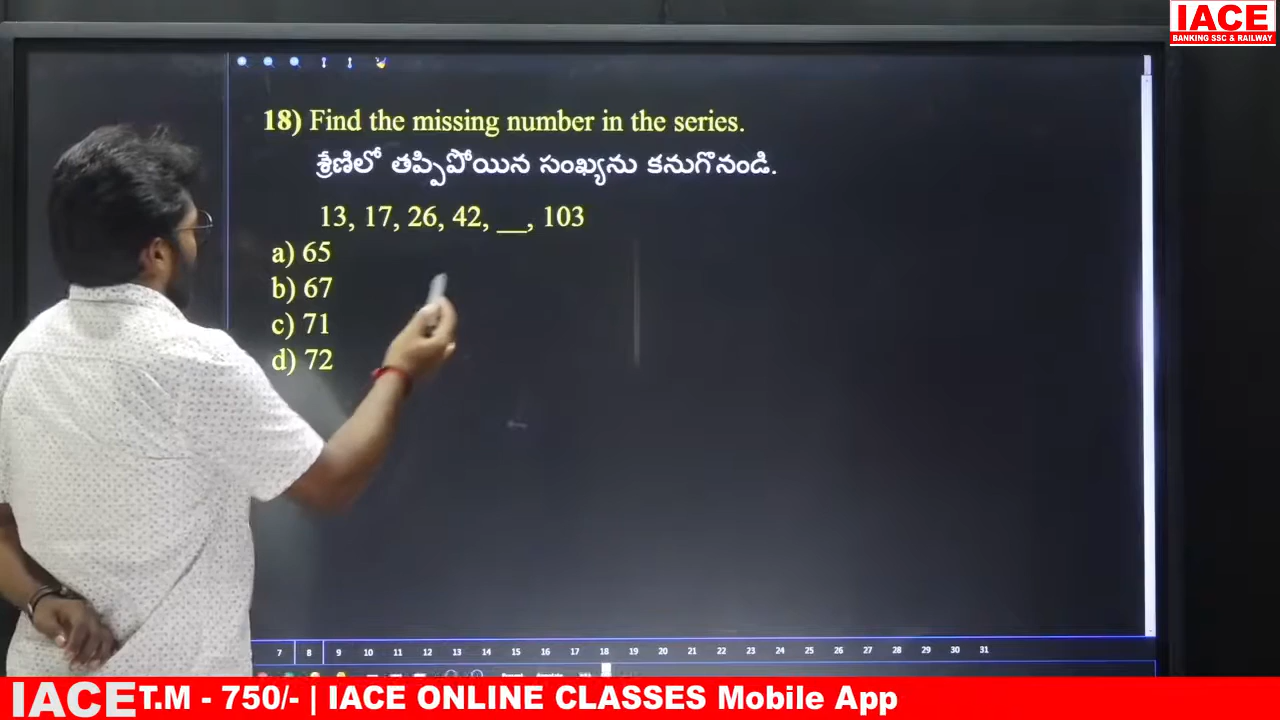 IACE
BANKING SSC & RAILWAY
18) Find the missing number in the series.
శ్రేణిలో తప్పిపోయిన సంఖ్యను కనుగొనండి.
13, 17, 26, 42, __, 103
a) 65
b) 67
c) 71
d) 72
7 8 9 10 11 12 13 14 15 16 17 18 19 20 21 22 23 24 25 26 27 28 29 30 31
IACE T.M - 750/- | IACE ONLINE CLASSES Mobile App